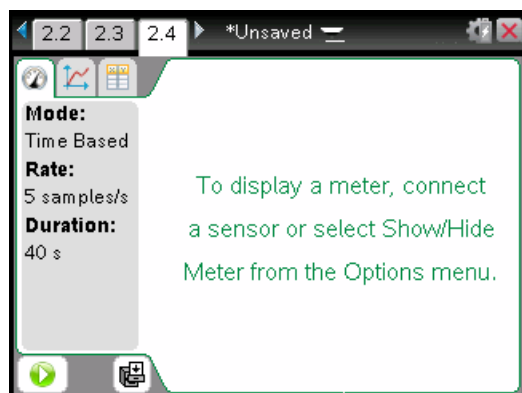 2.2 2.3 2.4 *Unsaved
Mode:
Time Based
Rate:
5 samples/s
Duration:
40 s
To display a meter, connect
a sensor or select Show/Hide
Meter from the Options menu.